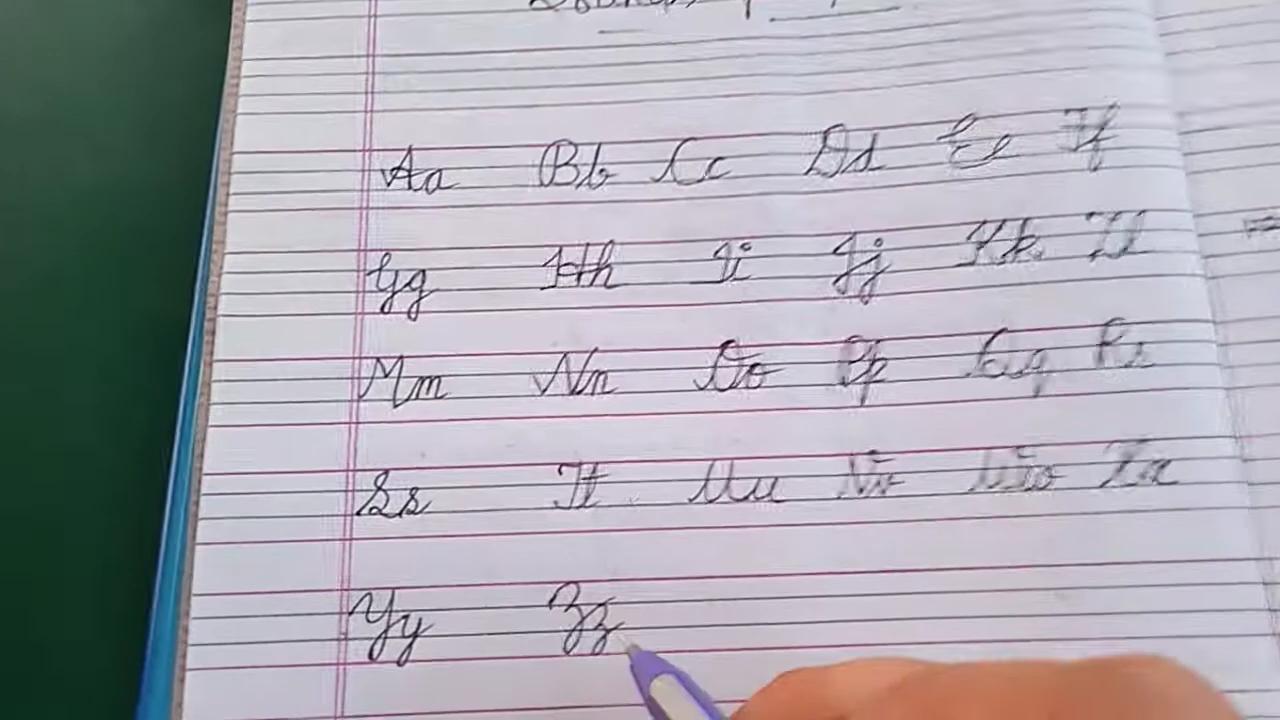 Aa Bb Cc Dd Ee Ff
Gg Hh Ii Jj Kk Ll
Mm Nn Oo Pp Qq Rr
Ss Tt Uu Vv Ww Xx
Yy Zz